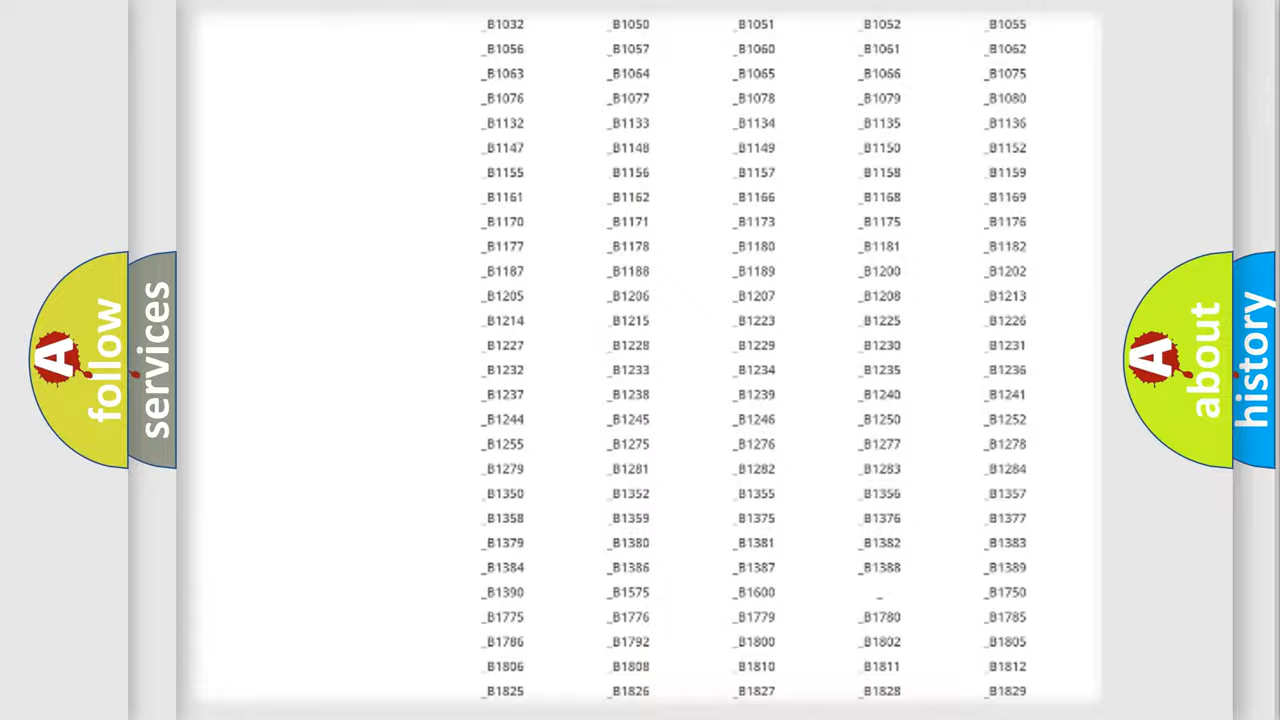 _B1032 _B1050 _B1051 _B1052 _B1055
_B1056 _B1057 _B1060 _B1061 _B1062
_B1063 _B1064 _B1065 _B1066 _B1075
_B1076 _B1077 _B1078 _B1079 _B1080
_B1132 _B1133 _B1134 _B1135 _B1136
_B1147 _B1148 _B1149 _B1150 _B1152
_B1155 _B1156 _B1157 _B1158 _B1159
_B1161 _B1162 _B1166 _B1168 _B1169
_B1170 _B1171 _B1173 _B1175 _B1176
_B1177 _B1178 _B1180 _B1181 _B1182
_B1187 _B1188 _B1189 _B1200 _B1202
_B1205 _B1206 _B1207 _B1208 _B1213
_B1214 _B1215 _B1223 _B1225 _B1226
_B1227 _B1228 _B1229 _B1230 _B1231
_B1232 _B1233 _B1234 _B1235 _B1236
_B1237 _B1238 _B1239 _B1240 _B1241
_B1244 _B1245 _B1246 _B1250 _B1252
_B1255 _B1275 _B1276 _B1277 _B1278
_B1279 _B1281 _B1282 _B1283 _B1284
_B1350 _B1352 _B1355 _B1356 _B1357
_B1358 _B1359 _B1375 _B1376 _B1377
_B1379 _B1380 _B1381 _B1382 _B1383
_B1384 _B1386 _B1387 _B1388 _B1389
_B1390 _B1575 _B1600 _ _B1750
_B1775 _B1776 _B1779 _B1780 _B1785
_B1786 _B1792 _B1800 _B1802 _B1805
_B1806 _B1808 _B1810 _B1811 _B1812
_B1825 _B1826 _B1827 _B1828 _B1829
A
follow
services
A
about
history